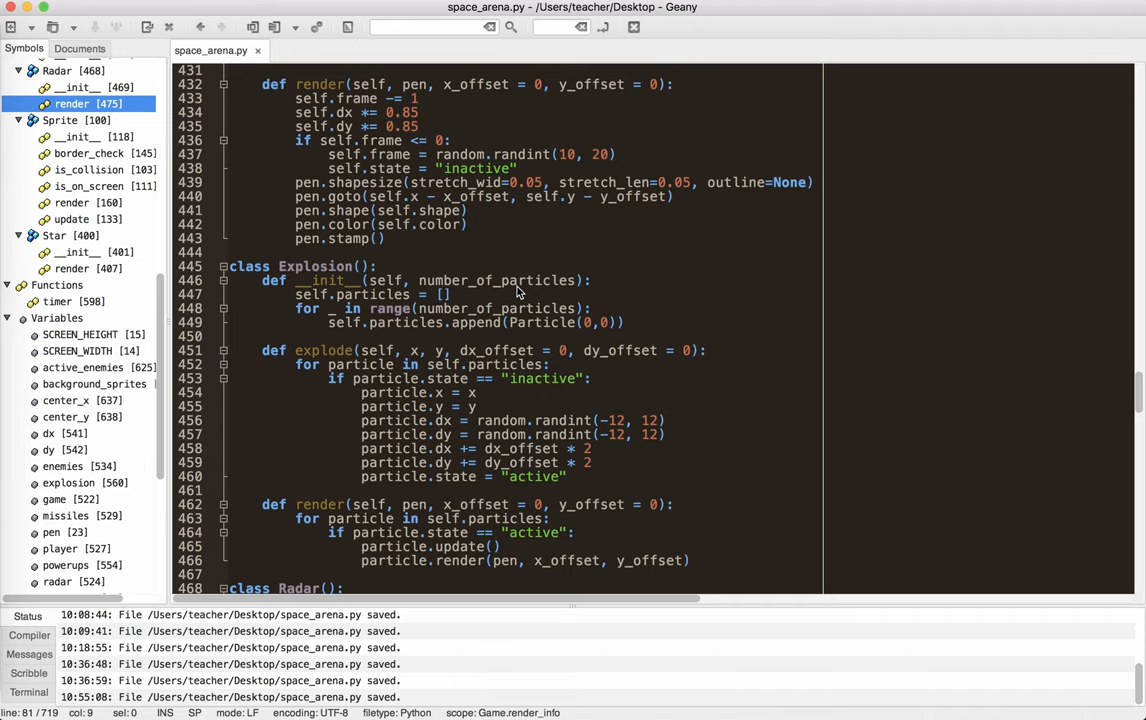 space_arena.py - /Users/teacher/Desktop - Geany
Symbols
Documents
space_arena.py ×
Radar [468]
__init__ [469]
render [475]
Sprite [100]
__init__ [118]
border_check [145]
is_collision [103]
is_on_screen [111]
render [160]
update [133]
Star [400]
__init__ [401]
render [407]
Functions
timer [598]
Variables
SCREEN_HEIGHT [15]
SCREEN_WIDTH [14]
active_enemies [625]
background_sprites
center_x [637]
center_y [638]
dx [541]
dy [542]
enemies [534]
explosion [560]
game [522]
missiles [529]
pen [23]
player [527]
powerups [554]
radar [524]
431
432 def render(self, pen, x_offset = 0, y_offset = 0):
433 self.frame -= 1
434 self.dx *= 0.85
435 self.dy *= 0.85
436 if self.frame <= 0:
437 self.frame = random.randint(10, 20)
438 self.state = "inactive"
439 pen.shapesize(stretch_wid=0.05, stretch_len=0.05, outline=None)
440 pen.goto(self.x - x_offset, self.y - y_offset)
441 pen.shape(self.shape)
442 pen.color(self.color)
443 pen.stamp()
444
445 class Explosion():
446 def __init__(self, number_of_particles):
447 self.particles = []
448 for _ in range(number_of_particles):
449 self.particles.append(Particle(0,0))
450
451 def explode(self, x, y, dx_offset = 0, dy_offset = 0):
452 for particle in self.particles:
453 if particle.state == "inactive":
454 particle.x = x
455 particle.y = y
456 particle.dx = random.randint(-12, 12)
457 particle.dy = random.randint(-12, 12)
458 particle.dx += dx_offset * 2
459 particle.dy += dy_offset * 2
460 particle.state = "active"
461
462 def render(self, pen, x_offset = 0, y_offset = 0):
463 for particle in self.particles:
464 if particle.state == "active":
465 particle.update()
466 particle.render(pen, x_offset, y_offset)
467
468 class Radar():
Status
Compiler
Messages
Scribble
Terminal
10:08:44: File /Users/teacher/Desktop/space_arena.py saved.
10:09:41: File /Users/teacher/Desktop/space_arena.py saved.
10:18:55: File /Users/teacher/Desktop/space_arena.py saved.
10:36:48: File /Users/teacher/Desktop/space_arena.py saved.
10:36:59: File /Users/teacher/Desktop/space_arena.py saved.
10:55:08: File /Users/teacher/Desktop/space_arena.py saved.
line: 81 / 719 col: 9 sel: 0 INS SP mode: LF encoding: UTF-8 filetype: Python scope: Game.render_info